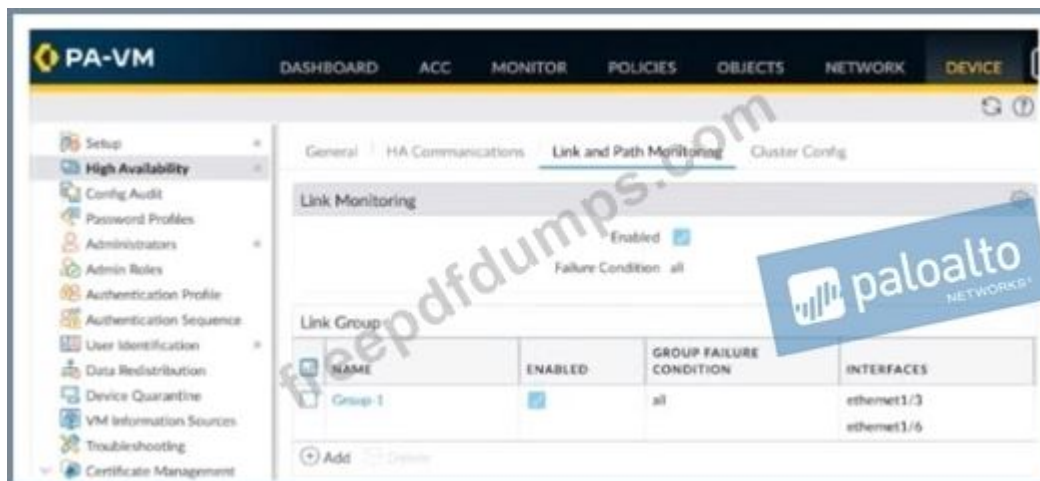 PA-VM
DASHBOARD ACC MONITOR POLICIES OBJECTS NETWORK DEVICE
Setup
High Availability
Config Audit
Password Profiles
Administrators
Admin Roles
Authentication Profile
Authentication Sequence
User Identification
Data Redistribution
Device Quarantine
VM Information Sources
Troubleshooting
Certificate Management
General HA Communications Link and Path Monitoring Cluster Config
Link Monitoring
Enabled
Failure Condition all
Link Group
NAME ENABLED GROUP FAILURE CONDITION INTERFACES
Group-1 all ethernet1/3
ethernet1/6
Add Delete
freepdfdumps.com
paloalto
NETWORKS